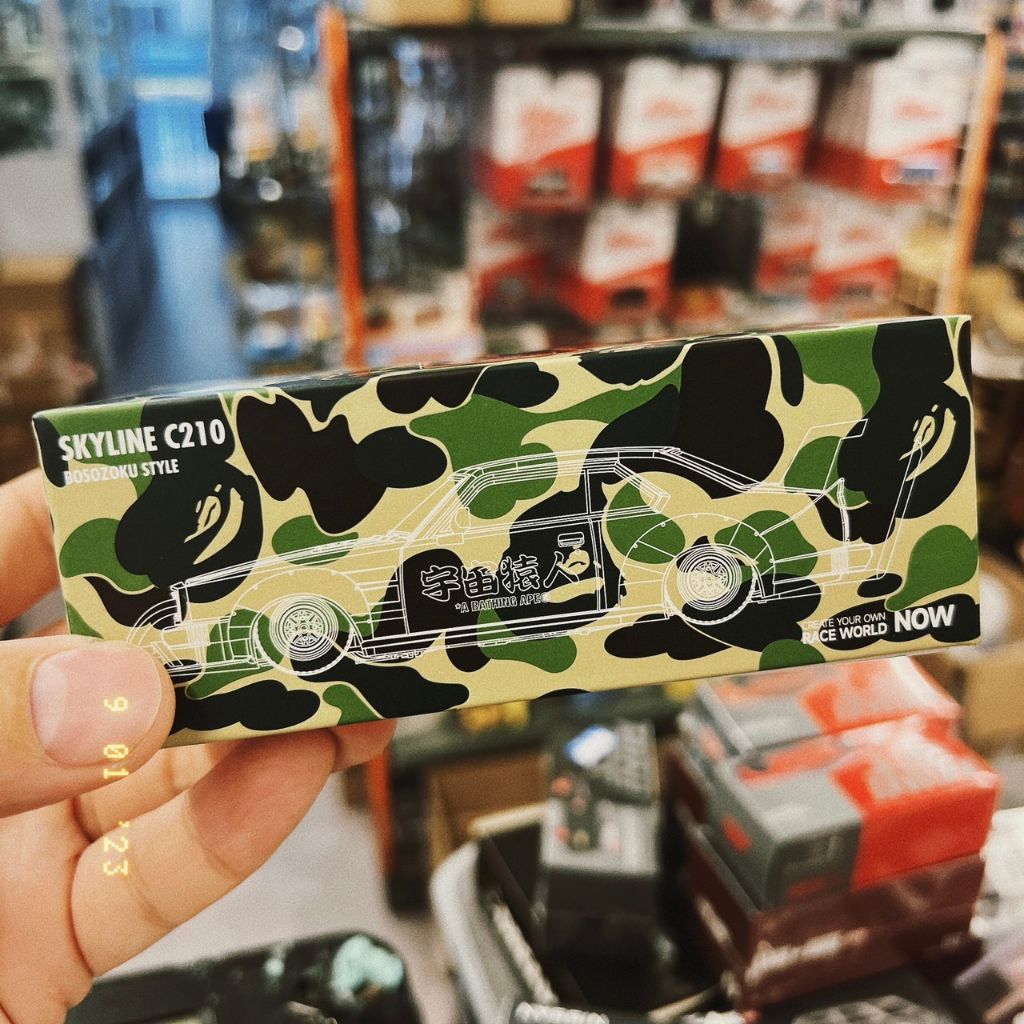 SKYLINE C210
BOSOZOKU STYLE
宇宙猿人
*A BATHING APE®
CREATE YOUR OWN
RACE WORLD NOW
9 01 '23